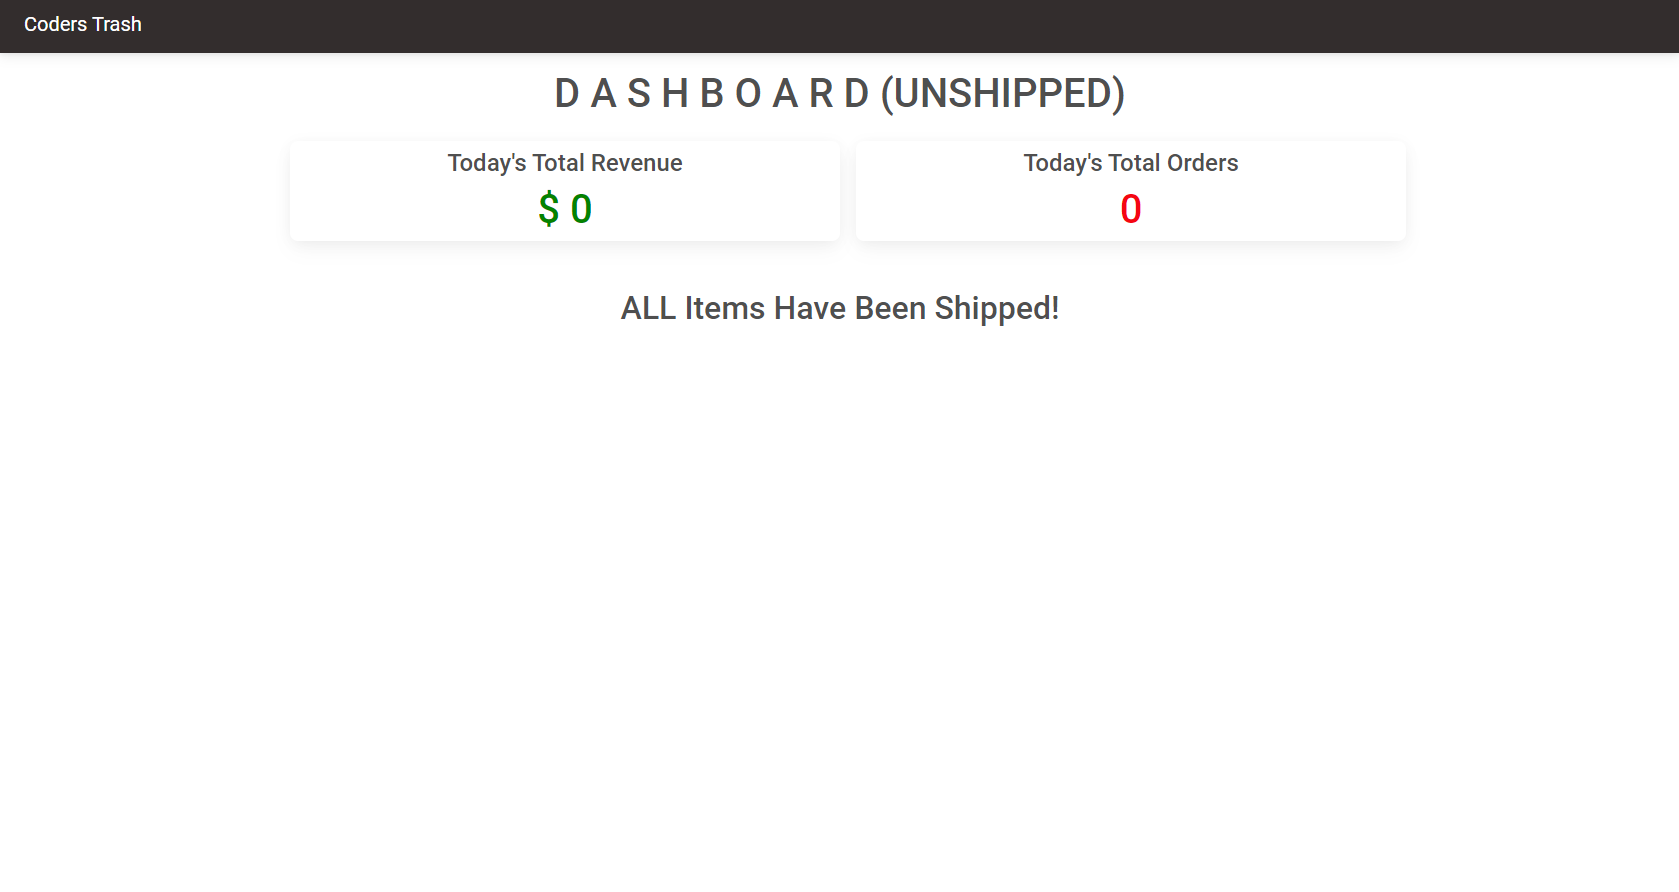 Coders Trash
D A S H B O A R D (UNSHIPPED)
Today's Total Revenue
$ 0
Today's Total Orders
0
ALL Items Have Been Shipped!